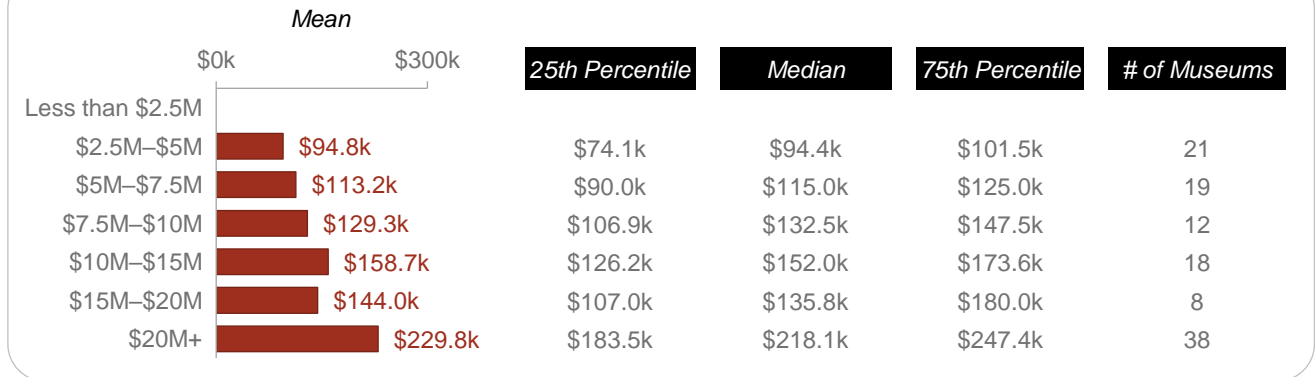 Mean
$0k $300k 25th Percentile Median 75th Percentile # of Museums
Less than $2.5M
$2.5M–$5M $94.8k $74.1k $94.4k $101.5k 21
$5M–$7.5M $113.2k $90.0k $115.0k $125.0k 19
$7.5M–$10M $129.3k $106.9k $132.5k $147.5k 12
$10M–$15M $158.7k $126.2k $152.0k $173.6k 18
$15M–$20M $144.0k $107.0k $135.8k $180.0k 8
$20M+ $229.8k $183.5k $218.1k $247.4k 38